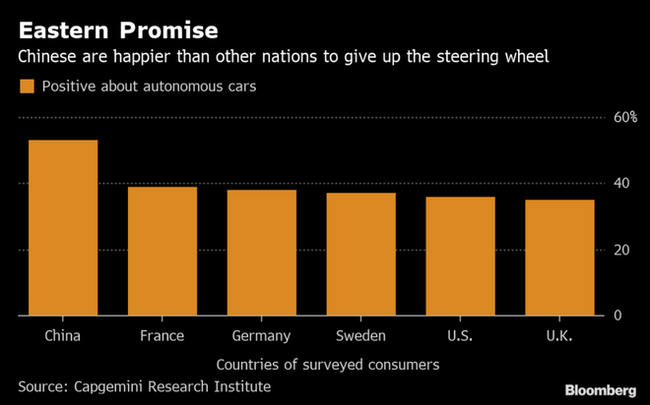 Eastern Promise
Chinese are happier than other nations to give up the steering wheel
Positive about autonomous cars
60%
40
20
0
China France Germany Sweden U.S. U.K.
Countries of surveyed consumers
Source: Capgemini Research Institute
Bloomberg